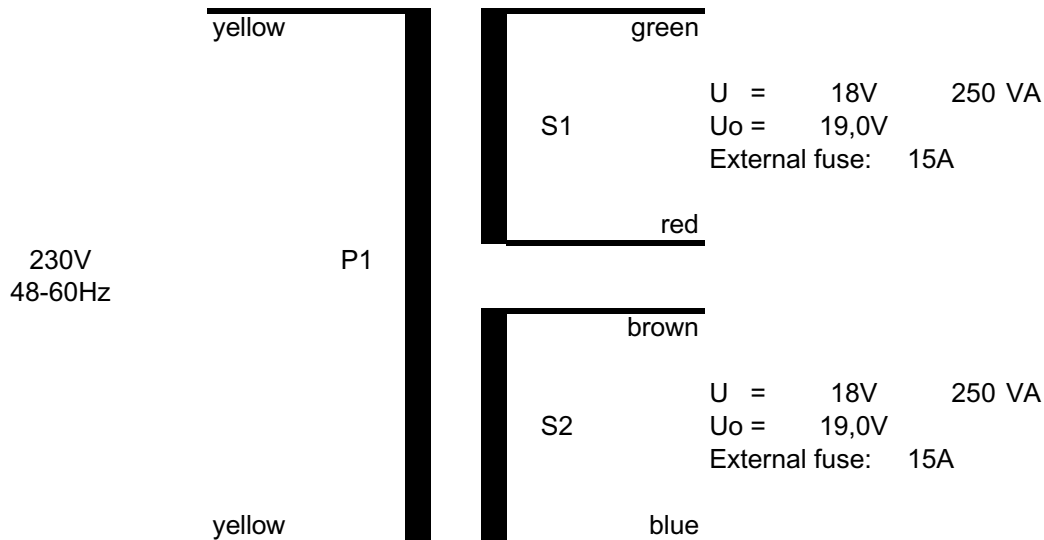 yellow
green
U = 18V 250 VA
S1
Uo = 19,0V
External fuse: 15A
red
230V
P1
48-60Hz
brown
U = 18V 250 VA
S2
Uo = 19,0V
External fuse: 15A
yellow
blue